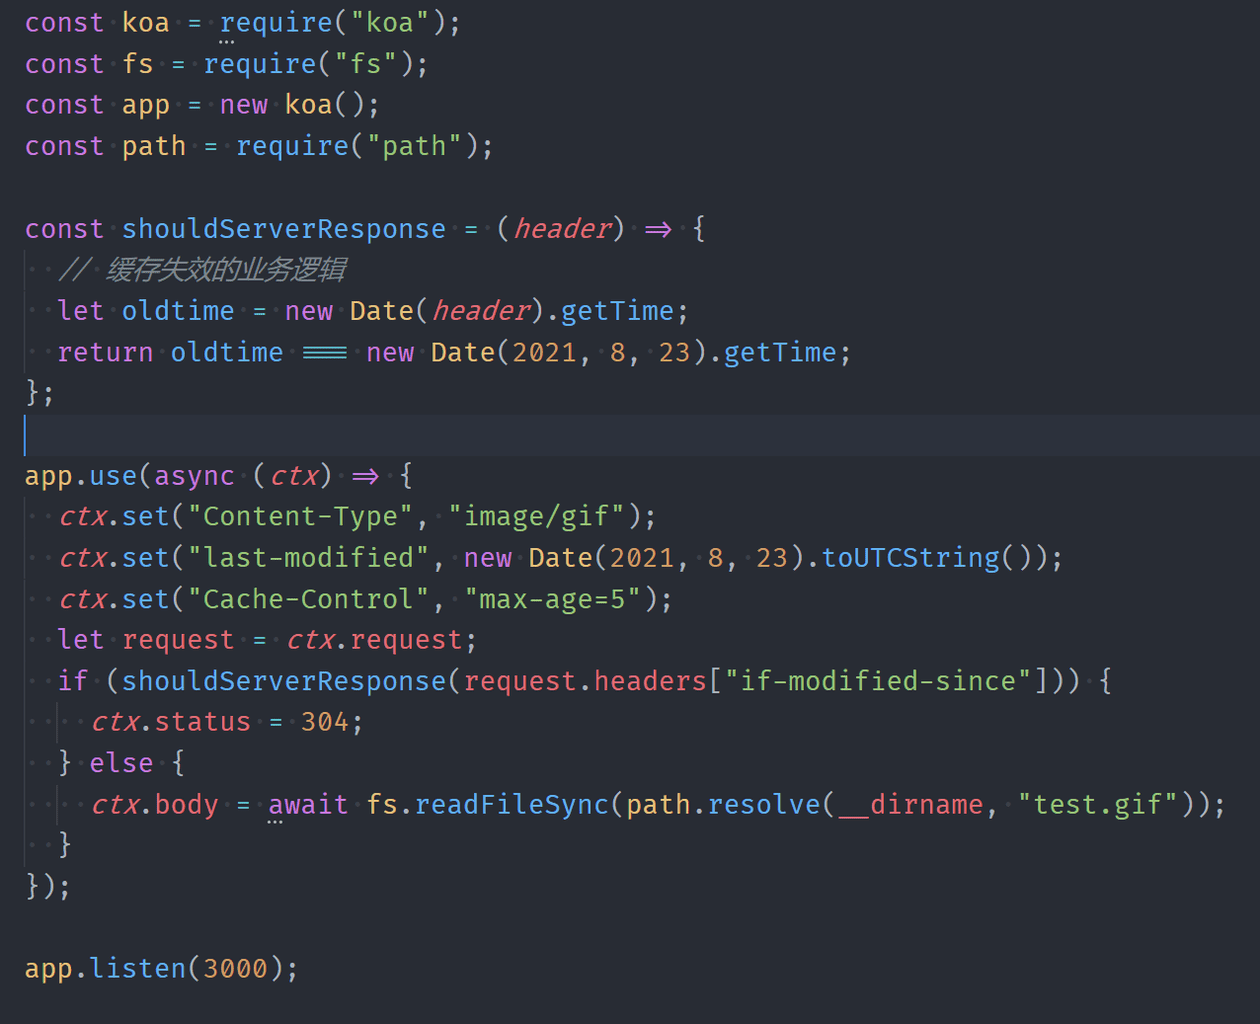 const koa = require("koa");
const fs = require("fs");
const app = new koa();
const path = require("path");
const shouldServerResponse = (header) => {
// 缓存失效的业务逻辑
let oldtime = new Date(header).getTime;
return oldtime === new Date(2021, 8, 23).getTime;
};
app.use(async (ctx) => {
ctx.set("Content-Type", "image/gif");
ctx.set("last-modified", new Date(2021, 8, 23).toUTCString());
ctx.set("Cache-Control", "max-age=5");
let request = ctx.request;
if (shouldServerResponse(request.headers["if-modified-since"])) {
ctx.status = 304;
} else {
ctx.body = await fs.readFileSync(path.resolve(__dirname, "test.gif"));
}
});
app.listen(3000);